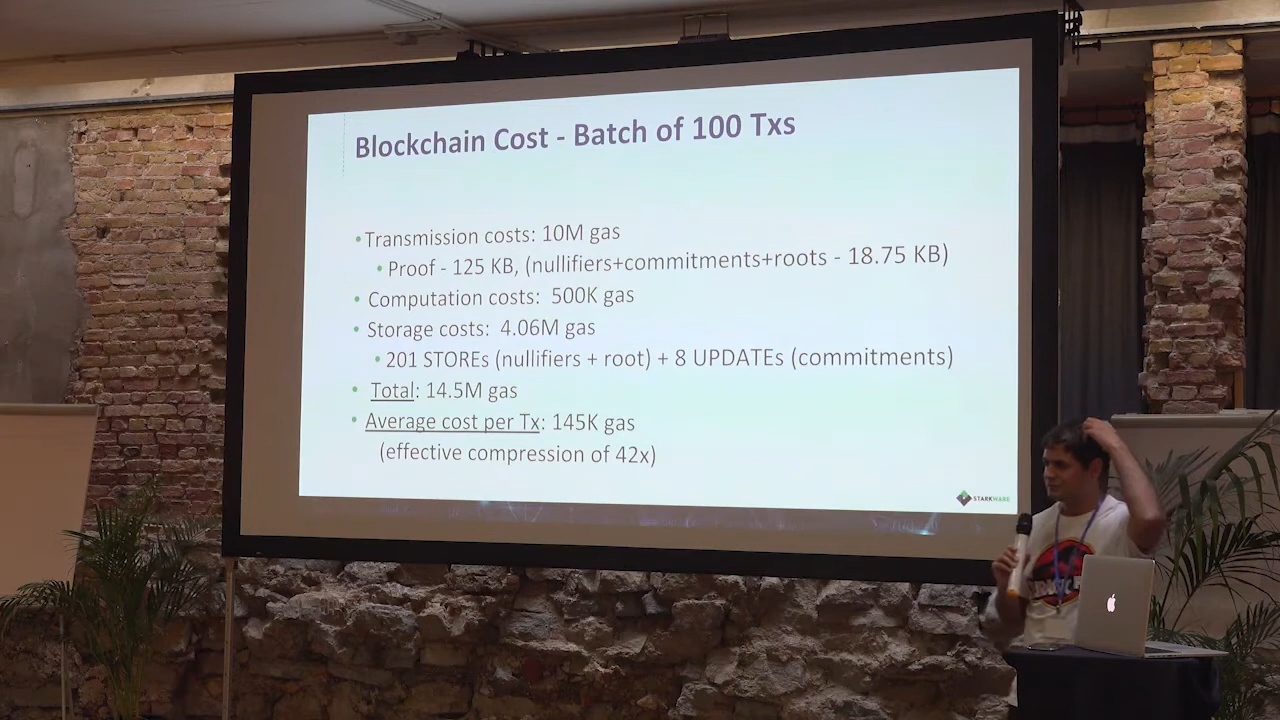 Blockchain Cost - Batch of 100 Txs
• Transmission costs: 10M gas
• Proof - 125 KB, (nullifiers+commitments+roots - 18.75 KB)
• Computation costs: 500K gas
• Storage costs: 4.06M gas
• 201 STOREs (nullifiers + root) + 8 UPDATEs (commitments)
• Total: 14.5M gas
• Average cost per Tx: 145K gas
(effective compression of 42x)
STARKWARE